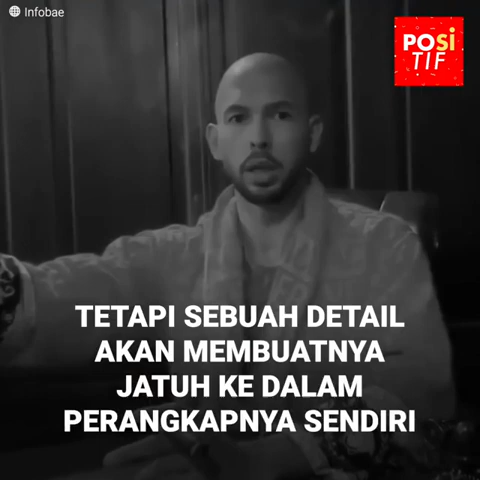 Infobae
POSi
TIF
TETAPI SEBUAH DETAIL
AKAN MEMBUATNYA
JATUH KE DALAM
PERANGKAPNYA SENDIRI